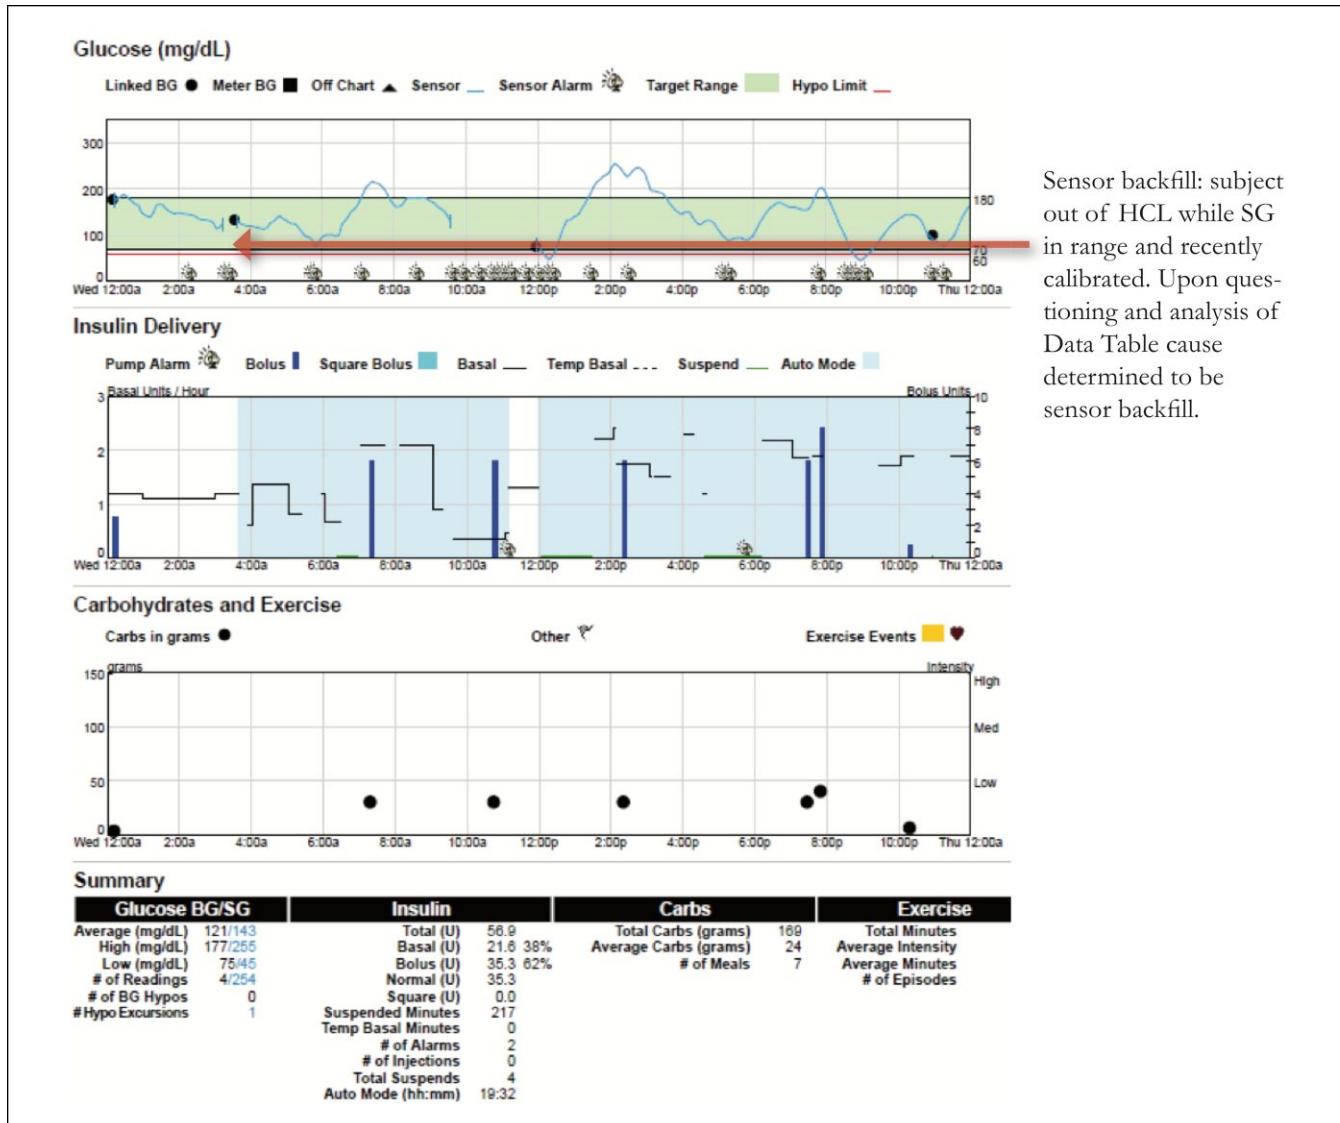 Glucose (mg/dL)
Linked BG Meter BG Off Chart Sensor Sensor Alarm Target Range Hypo Limit
300
200
180
100
70
60
0
Wed 12:00a 2:00a 4:00a 6:00a 8:00a 10:00a 12:00p 2:00p 4:00p 6:00p 8:00p 10:00p Thu 12:00a
Sensor backfill: subject
out of HCL while SG
in range and recently
calibrated. Upon ques-
tioning and analysis of
Data Table cause
determined to be
sensor backfill.
Insulin Delivery
Pump Alarm Bolus Square Bolus Basal Temp Basal Suspend Auto Mode
Basal Units / Hour Bolus Units
3 10
8
2
6
4
1
2
0 0
Wed 12:00a 2:00a 4:00a 6:00a 8:00a 10:00a 12:00p 2:00p 4:00p 6:00p 8:00p 10:00p Thu 12:00a
Carbohydrates and Exercise
Carbs in grams Other Exercise Events
grams Intensity
150 High
100 Med
50 Low
0
Wed 12:00a 2:00a 4:00a 6:00a 8:00a 10:00a 12:00p 2:00p 4:00p 6:00p 8:00p 10:00p Thu 12:00a
Summary
Glucose BG/SG Insulin Carbs Exercise
Average (mg/dL) 121/143 Total (U) 56.9 Total Carbs (grams) 169 Total Minutes
High (mg/dL) 177/255 Basal (U) 21.6 38% Average Carbs (grams) 24 Average Intensity
Low (mg/dL) 75/45 Bolus (U) 35.3 62% # of Meals 7 Average Minutes
# of Readings 4/254 Normal (U) 35.3 # of Episodes
# of BG Hypos 0 Square (U) 0.0
# Hypo Excursions 1 Suspended Minutes 217
Temp Basal Minutes 0
# of Alarms 2
# of Injections 0
Total Suspends 4
Auto Mode (hh:mm) 19:32